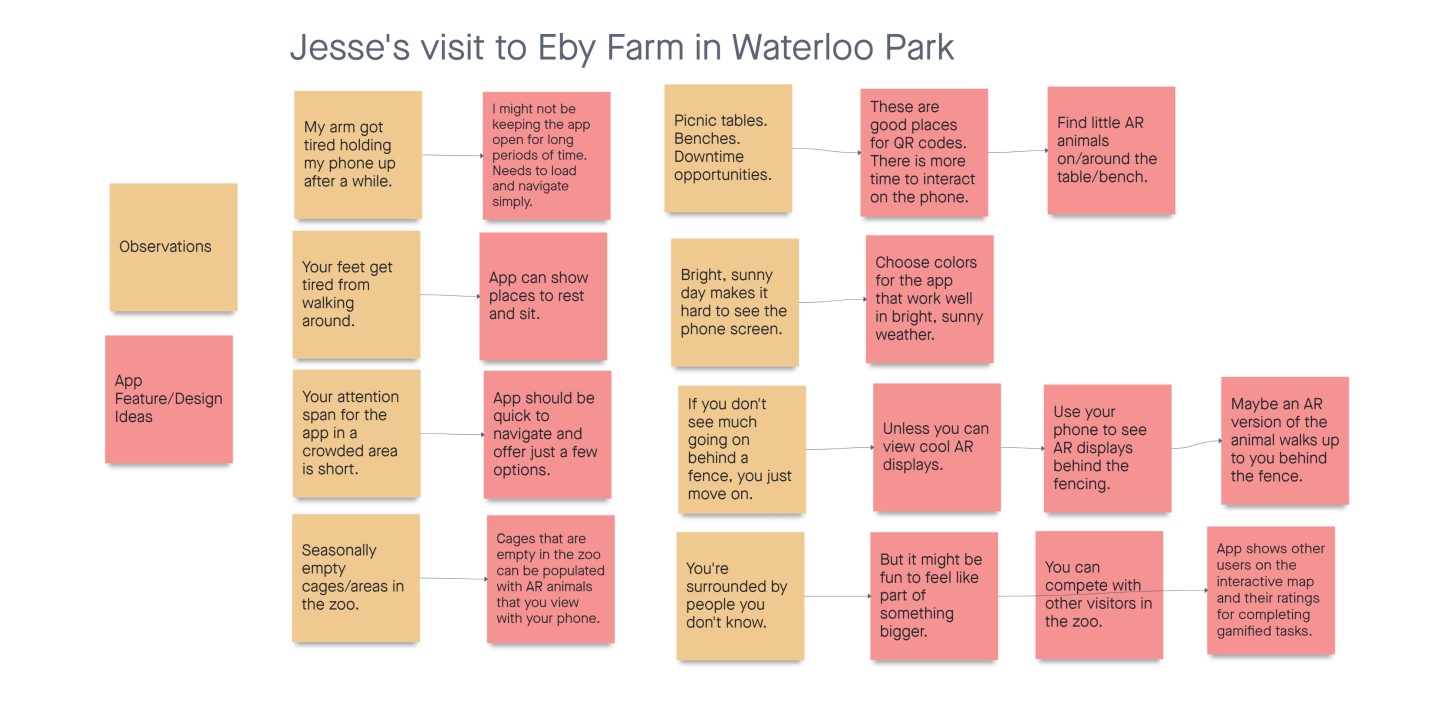 Jesse's visit to Eby Farm in Waterloo Park
Observations
App
Feature/Design
Ideas
My arm got
tired holding
my phone up
after a while.
I might not be
keeping the app
open for long
periods of time.
Needs to load
and navigate
simply.
Your feet get
tired from
walking
around.
App can show
places to rest
and sit.
Your attention
span for the
app in a
crowded area
is short.
App should be
quick to
navigate and
offer just a few
options.
Seasonally
empty
cages/areas in
the zoo.
Cages that are
empty in the zoo
can be populated
with AR animals
that you view
with your phone.
Picnic tables.
Benches.
Downtime
opportunities.
These are
good places
for QR codes.
There is more
time to interact
on the phone.
Find little AR
animals
on/around the
table/bench.
Bright, sunny
day makes it
hard to see the
phone screen.
Choose colors
for the app
that work well
in bright, sunny
weather.
If you don't
see much
going on
behind a
fence, you just
move on.
Unless you can
view cool AR
displays.
Use your
phone to see
AR displays
behind the
fencing.
Maybe an AR
version of the
animal walks up
to you behind
the fence.
You're
surrounded by
people you
don't know.
But it might be
fun to feel like
part of
something
bigger.
You can
compete with
other visitors in
the zoo.
App shows other
users on the
interactive map
and their ratings
for completing
gamified tasks.